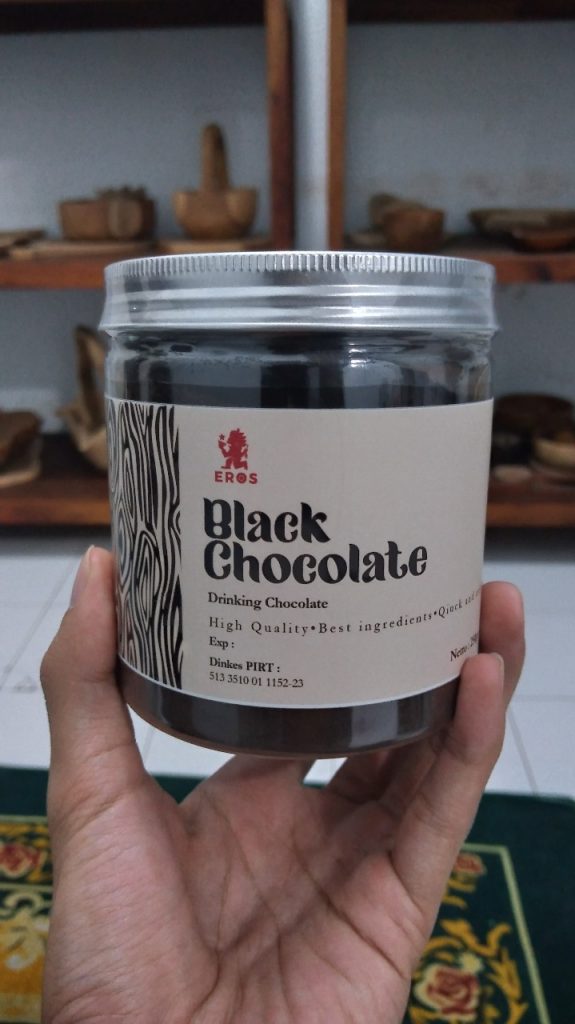 EROS
Black
Chocolate
Drinking Chocolate
High Quality•Best ingredients•Qiuck and
Exp :
Netto :
Dinkes PIRT :
513 3510 01 1152-23